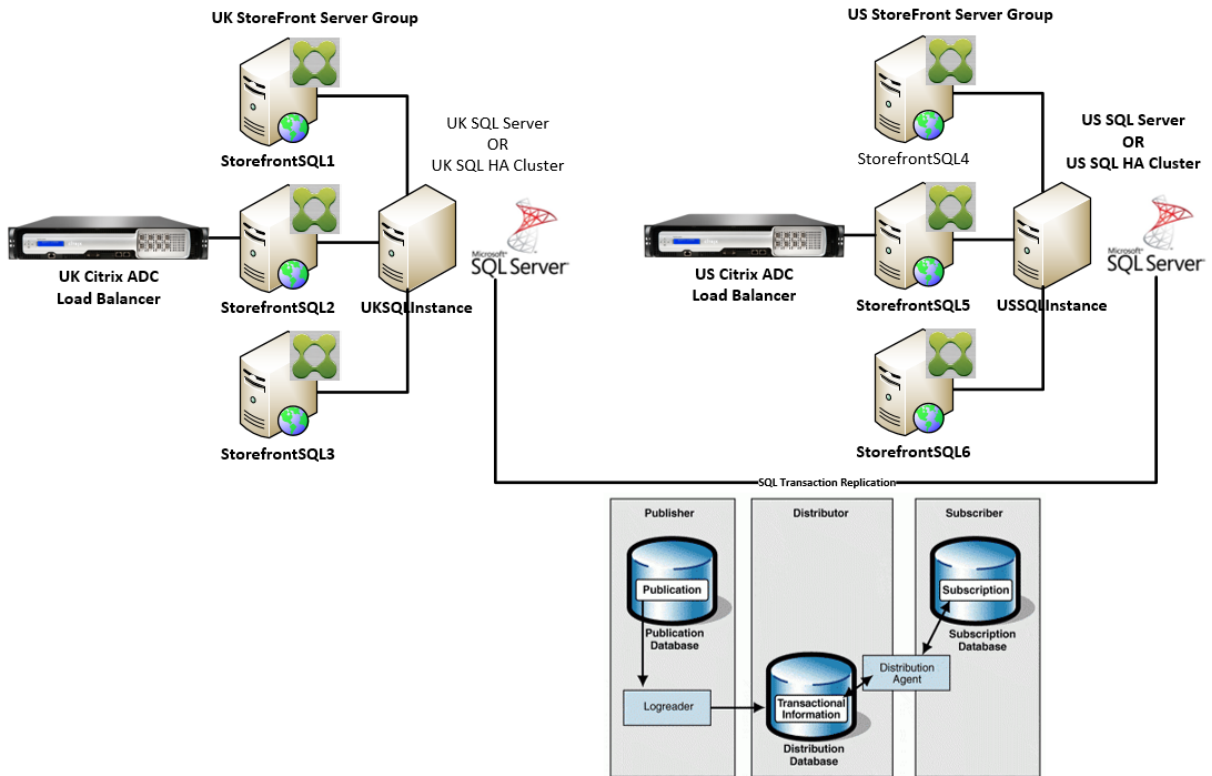 UK StoreFront Server Group
StorefrontSQL1
UK SQL Server
OR
UK SQL HA Cluster
UK Citrix ADC
Load Balancer
StorefrontSQL2
UKSQLInstance
Microsoft®
SQL Server
StorefrontSQL3
US StoreFront Server Group
StorefrontSQL4
US SQL Server
OR
US SQL HA Cluster
US Citrix ADC
Load Balancer
StorefrontSQL5
USSQLInstance
Microsoft®
SQL Server
StorefrontSQL6
SQL Transaction Replication
Publisher
Distributor
Subscriber
Publication
Publication
Database
Logreader
Transactional
Information
Distribution
Database
Distribution
Agent
Subscription
Subscription
Database